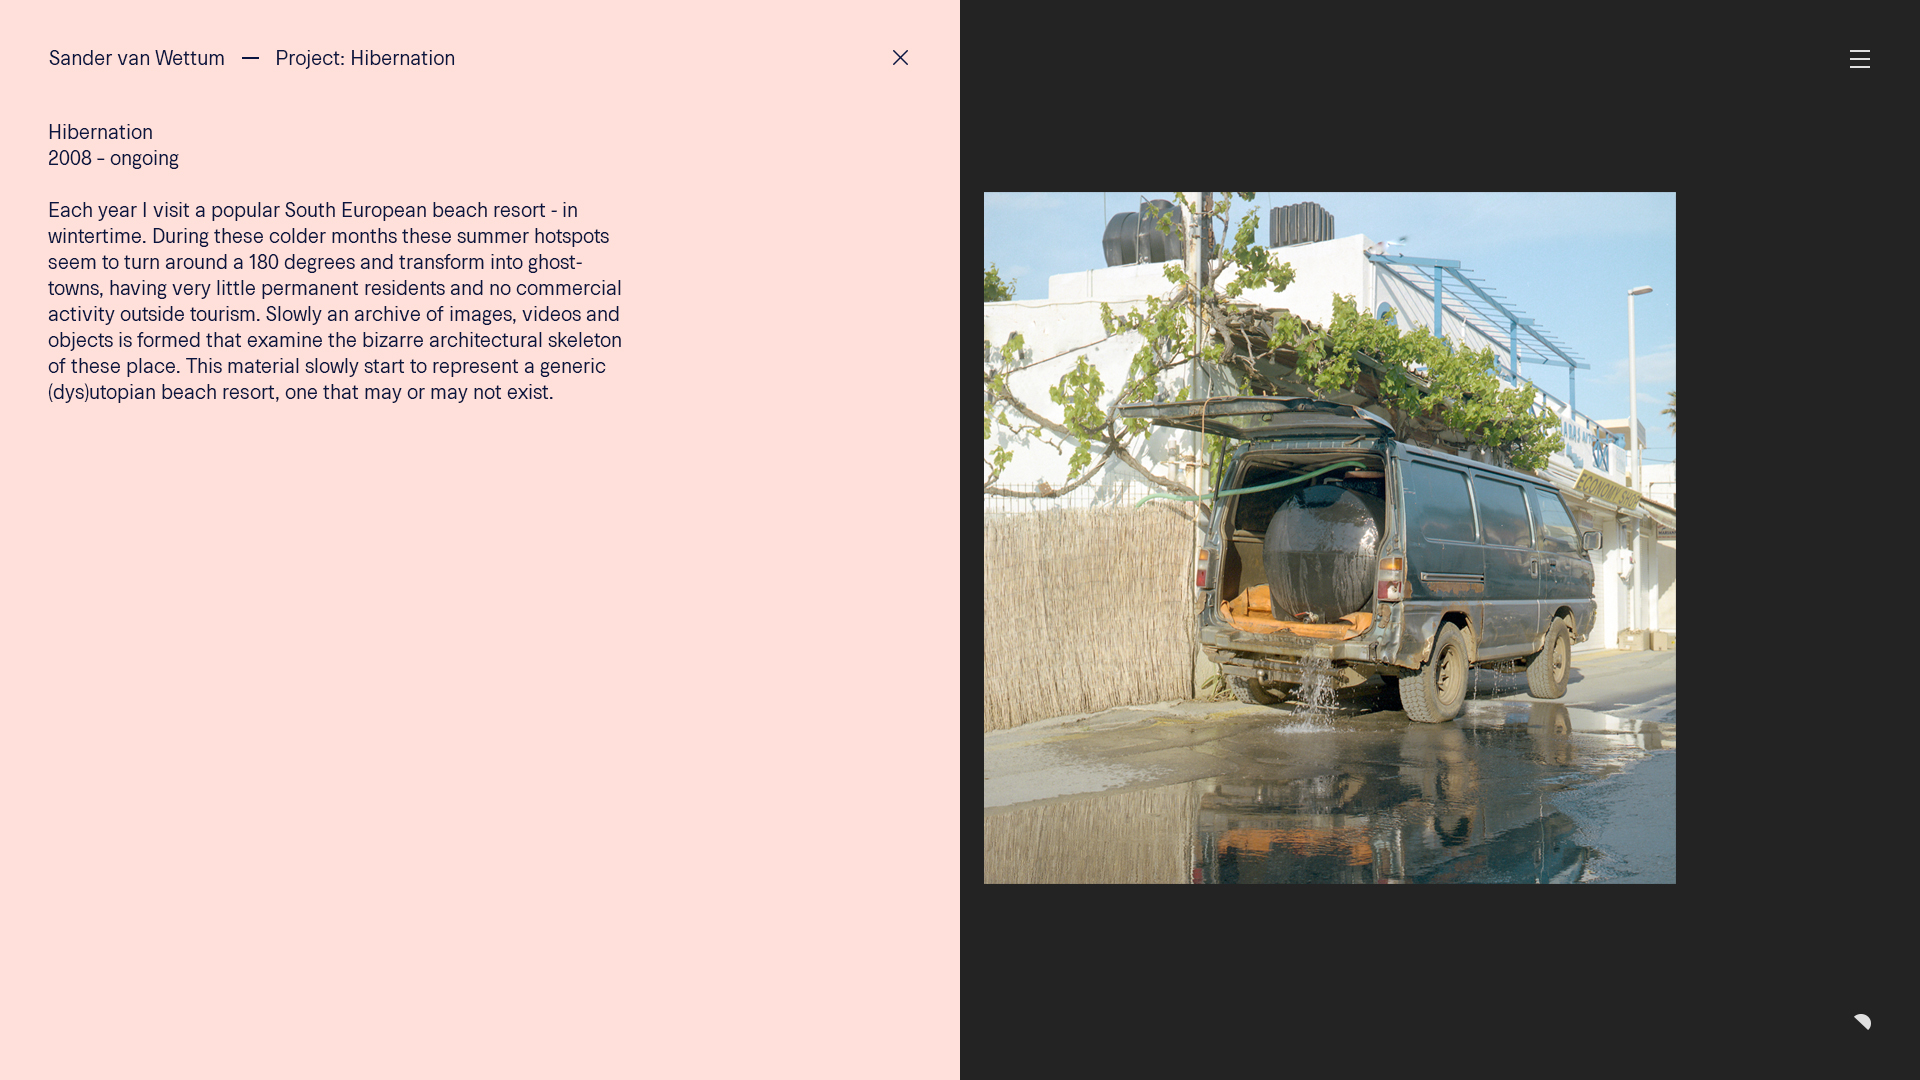 Sander van Wettum — Project: Hibernation
Hibernation
2008 - ongoing
Each year I visit a popular South European beach resort - in
wintertime. During these colder months these summer hotspots
seem to turn around a 180 degrees and transform into ghost-
towns, having very little permanent residents and no commercial
activity outside tourism. Slowly an archive of images, videos and
objects is formed that examine the bizarre architectural skeleton
of these place. This material slowly start to represent a generic
(dys)utopian beach resort, one that may or may not exist.
ECONOMY SHOP